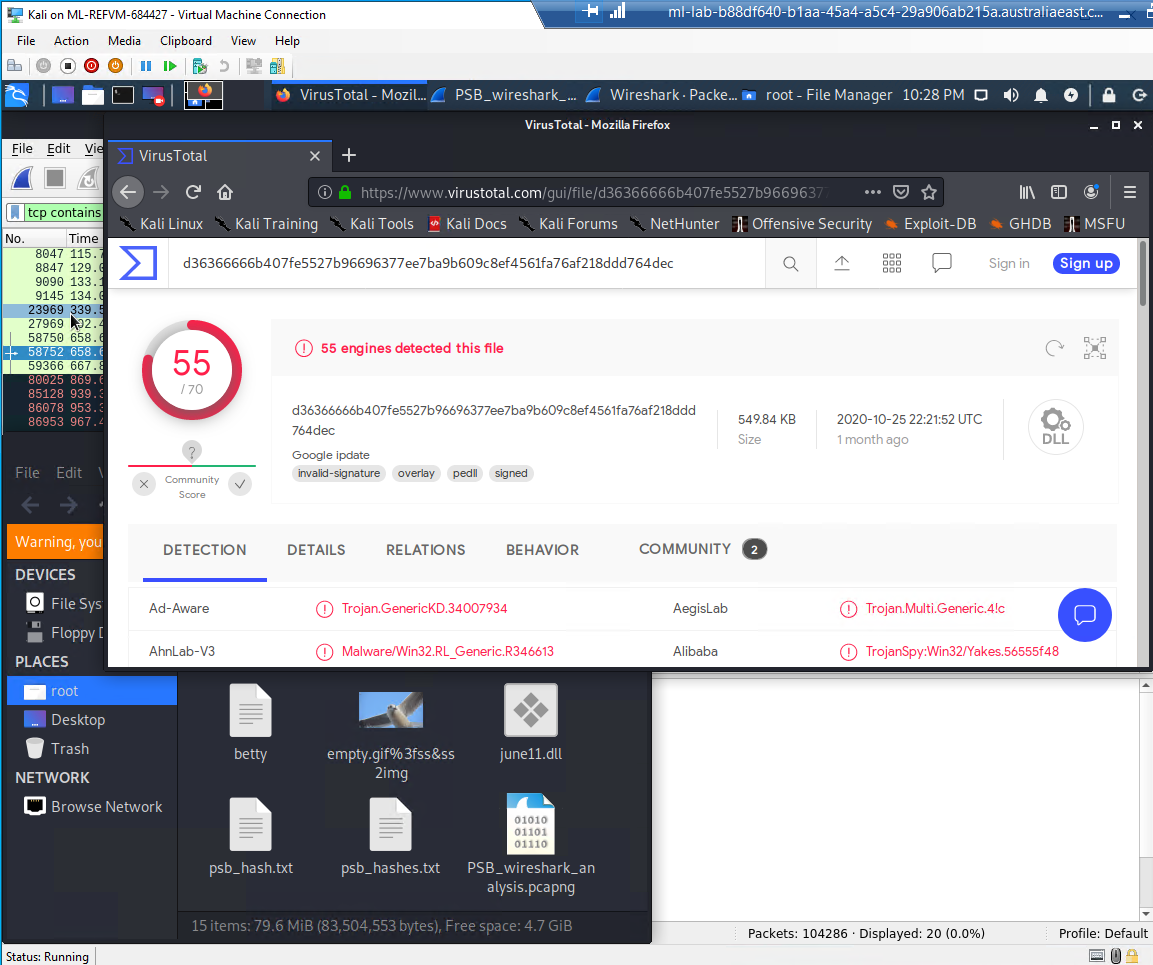 Kali on ML-REFVM-684427 - Virtual Machine Connection
ml-lab-b88df640-b1aa-45a4-a5c4-29a906ab215a.australiaeast.c...
File Action Media Clipboard View Help
VirusTotal - Mozil... PSB_wireshark_... Wireshark · Packe... root - File Manager 10:28 PM
VirusTotal - Mozilla Firefox
File Edit Vie
VirusTotal
https://www.virustotal.com/gui/file/d36366666b407fe5527b9669637
tcp contains
Kali Linux Kali Training Kali Tools Kali Docs Kali Forums NetHunter Offensive Security Exploit-DB GHDB MSFU
No. Time
8047 115.7
8847 129.0
9090 133.1
9145 134.0
23969 339.5
27969
58750 658.6
58752 658.6
59366 667.8
80025 869.6
85128 939.3
86078 953.3
86953 967.4
d36366666b407fe5527b96696377ee7ba9b609c8ef4561fa76af218ddd764dec
Sign in Sign up
55
/ 70
55 engines detected this file
d36366666b407fe5527b96696377ee7ba9b609c8ef4561fa76af218ddd
764dec
Google ipdate
invalid-signature overlay pedll signed
549.84 KB
Size
2020-10-25 22:21:52 UTC
1 month ago
DLL
?
Community
Score
DETECTION DETAILS RELATIONS BEHAVIOR COMMUNITY 2
Ad-Aware Trojan.GenericKD.34007934 AegisLab Trojan.Multi.Generic.4!c
AhnLab-V3 Malware/Win32.RL_Generic.R346613 Alibaba TrojanSpy:Win32/Yakes.56555f48
File Edit
Warning, you
DEVICES
File Sys
Floppy D
PLACES
root
Desktop
Trash
NETWORK
Browse Network
betty
empty.gif%3fss&ss
2img
june11.dll
psb_hash.txt
psb_hashes.txt
01010
01101
01110
PSB_wireshark_an
alysis.pcapng
15 items: 79.6 MiB (83,504,553 bytes), Free space: 4.7 GiB
Packets: 104286 · Displayed: 20 (0.0%) Profile: Default
Status: Running